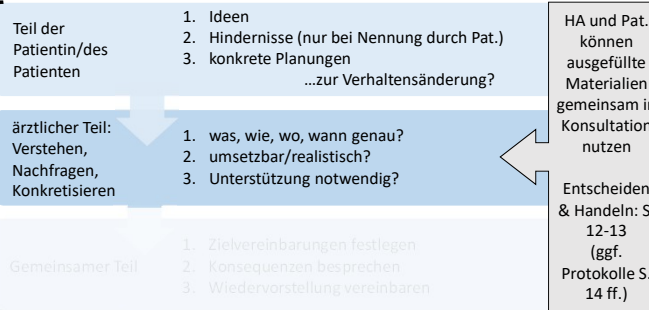 Teil der
Patientin/des
Patienten
1. Ideen
2. Hindernisse (nur bei Nennung durch Pat.)
3. konkrete Planungen
…zur Verhaltensänderung?
ärztlicher Teil:
Verstehen,
Nachfragen,
Konkretisieren
1. was, wie, wo, wann genau?
2. umsetzbar/realistisch?
3. Unterstützung notwendig?
Gemeinsamer Teil
1. Zielvereinbarungen festlegen
2. Konsequenzen besprechen
3. Wiedervorstellung vereinbaren
HA und Pat.
können
ausgefüllte
Materialien
gemeinsam i
Konsultation
nutzen
Entscheiden
& Handeln: S
12-13
(ggf.
Protokolle S.
14 ff.)